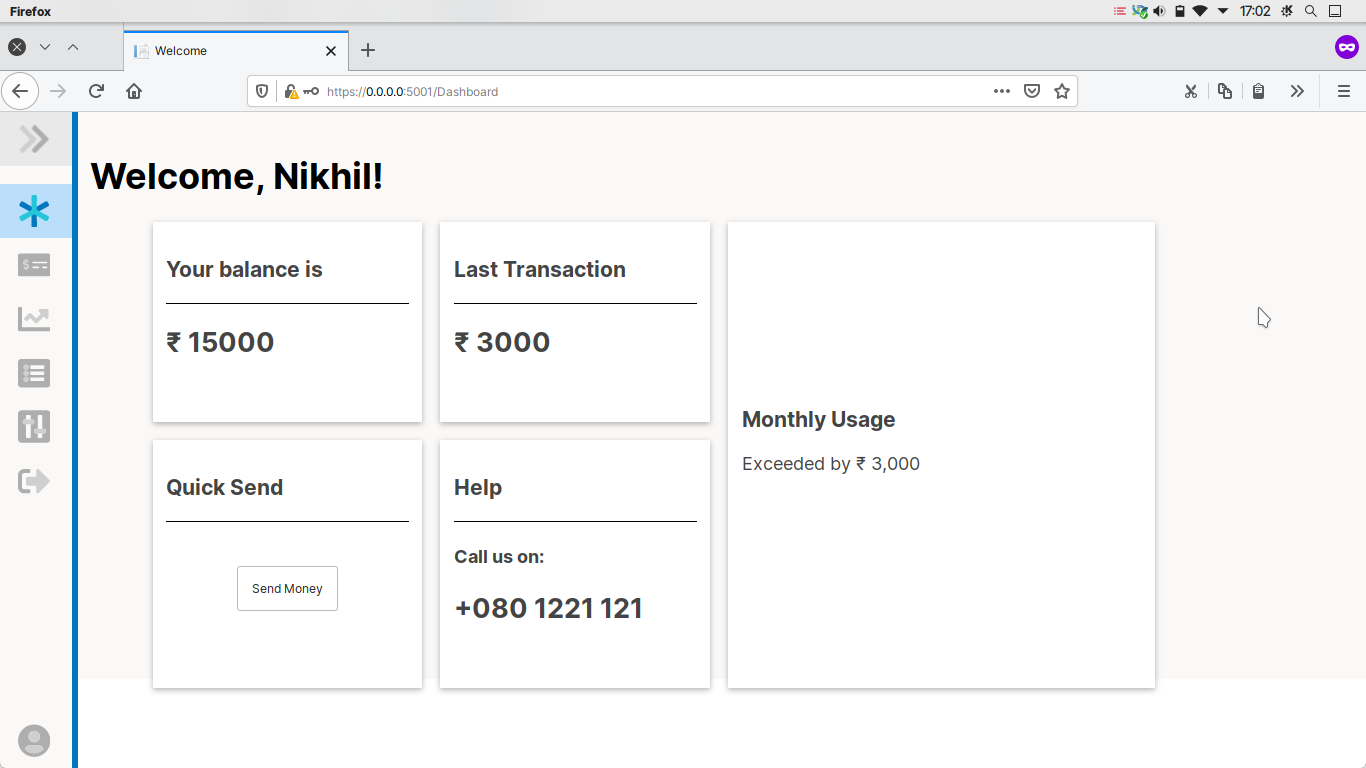 Firefox
17:02
Welcome
https://0.0.0.0:5001/Dashboard
Welcome, Nikhil!
Your balance is
₹ 15000
Last Transaction
₹ 3000
Monthly Usage
Exceeded by ₹ 3,000
Quick Send
Send Money
Help
Call us on:
+080 1221 121